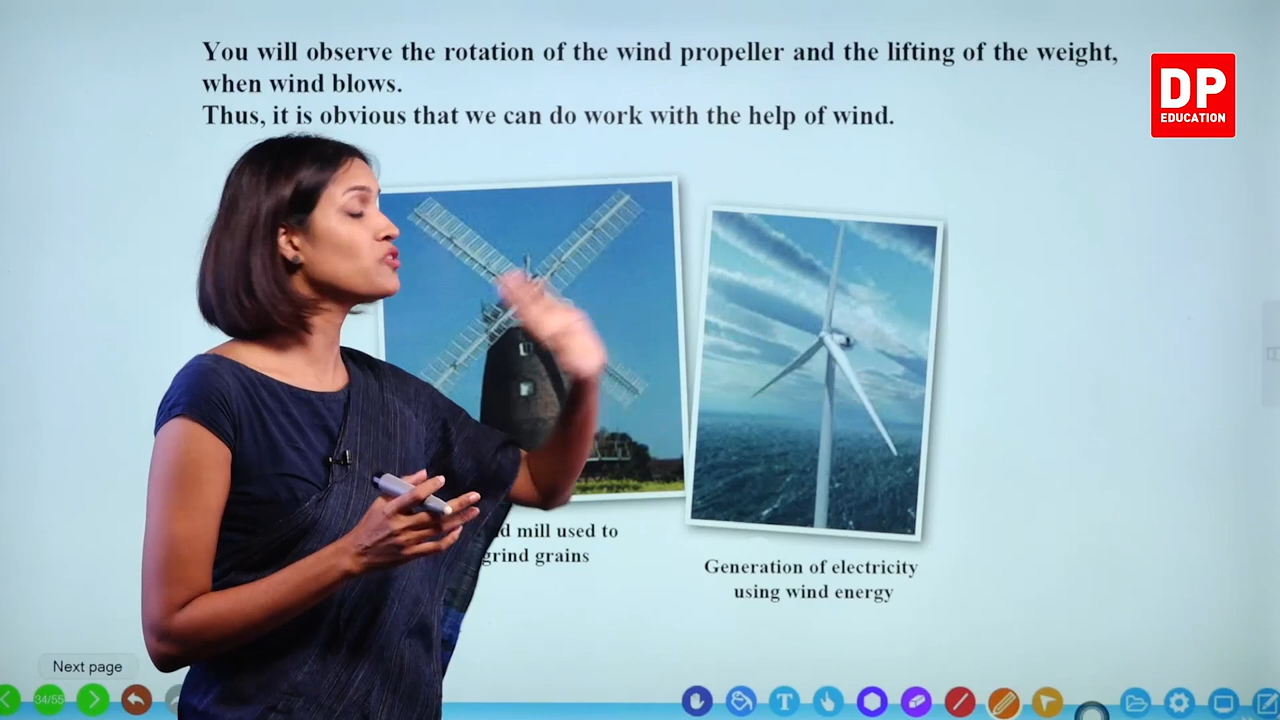 You will observe the rotation of the wind propeller and the lifting of the weight,
when wind blows.
Thus, it is obvious that we can do work with the help of wind.
DP
EDUCATION
mill used to
grind grains
Generation of electricity
using wind energy
Next page
34/55
T